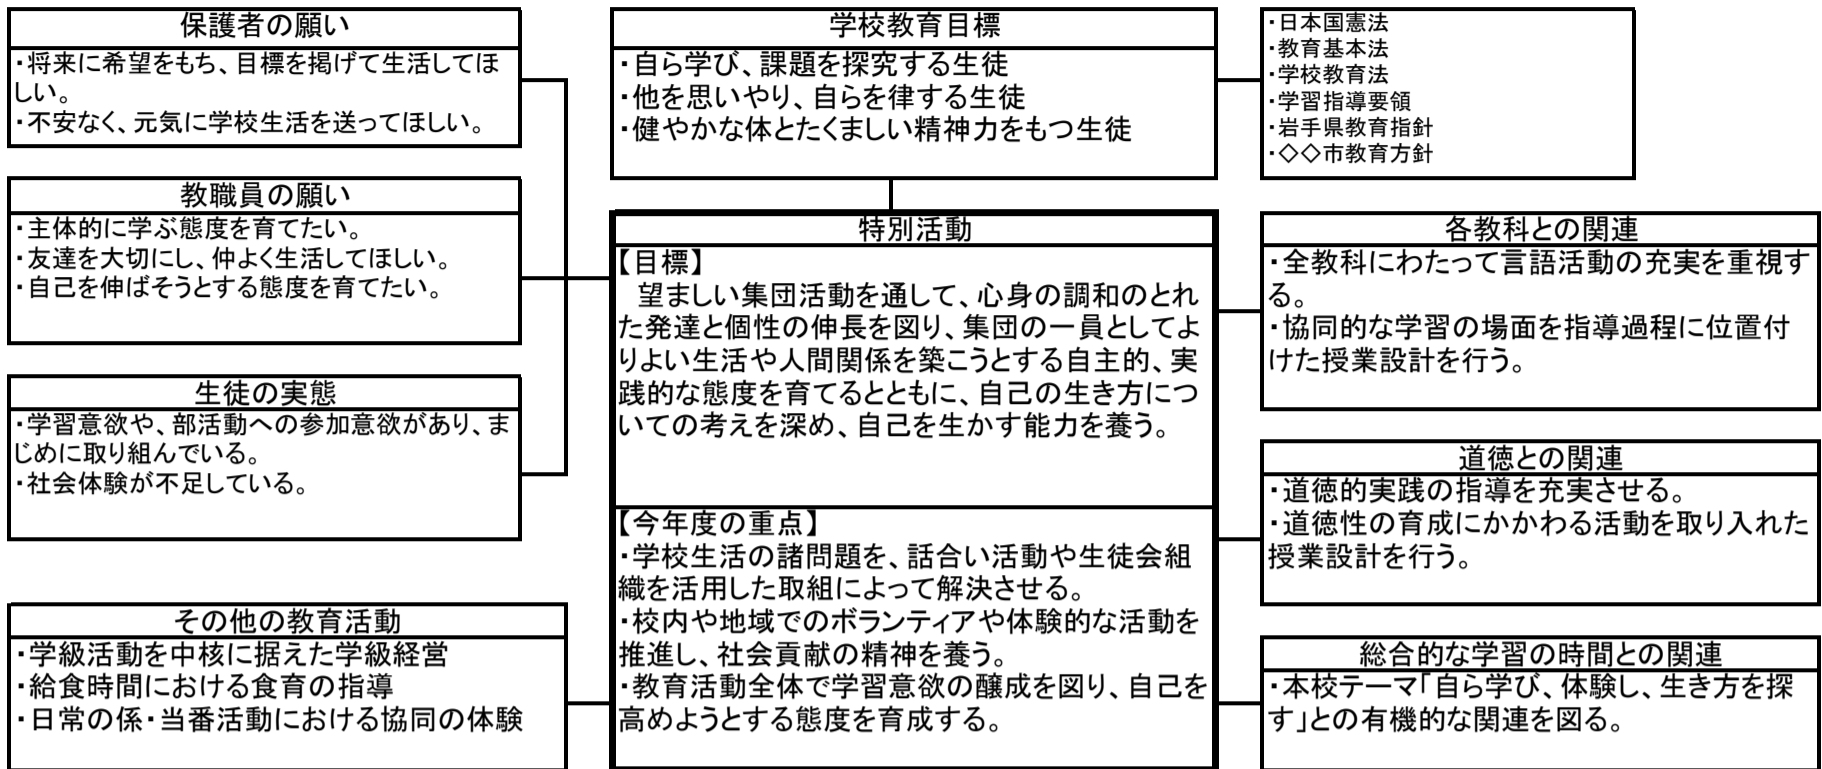 保護者の願い
・将来に希望をもち、目標を掲げて生活してほ
しい。
・不安なく、元気に学校生活を送ってほしい。
教職員の願い
・主体的に学ぶ態度を育てたい。
・友達を大切にし、仲よく生活してほしい。
・自己を伸ばそうとする態度を育てたい。
生徒の実態
・学習意欲や、部活動への参加意欲があり、ま
じめに取り組んでいる。
・社会体験が不足している。
その他の教育活動
・学級活動を中核に据えた学級経営
・給食時間における食育の指導
・日常の係・当番活動における協同の体験
学校教育目標
・自ら学び、課題を探究する生徒
・他を思いやり、自らを律する生徒
・健やかな体とたくましい精神力をもつ生徒
特別活動
【目標】
望ましい集団活動を通して、心身の調和のとれ
た発達と個性の伸長を図り、集団の一員としてよ
りよい生活や人間関係を築こうとする自主的、実
践的な態度を育てるとともに、自己の生き方につ
いての考えを深め、自己を生かす能力を養う。
【今年度の重点】
・学校生活の諸問題を、話合い活動や生徒会組
織を活用した取組によって解決させる。
・校内や地域でのボランティアや体験的な活動を
推進し、社会貢献の精神を養う。
・教育活動全体で学習意欲の醸成を図り、自己を
高めようとする態度を育成する。
・日本国憲法
・教育基本法
・学校教育法
・学習指導要領
・岩手県教育指針
・◇◇市教育方針
各教科との関連
・全教科にわたって言語活動の充実を重視す
る。
・協同的な学習の場面を指導過程に位置付
けた授業設計を行う。
道徳との関連
・道徳的実践の指導を充実させる。
・道徳性の育成にかかわる活動を取り入れた
授業設計を行う。
総合的な学習の時間との関連
・本校テーマ「自ら学び、体験し、生き方を探
す」との有機的な関連を図る。